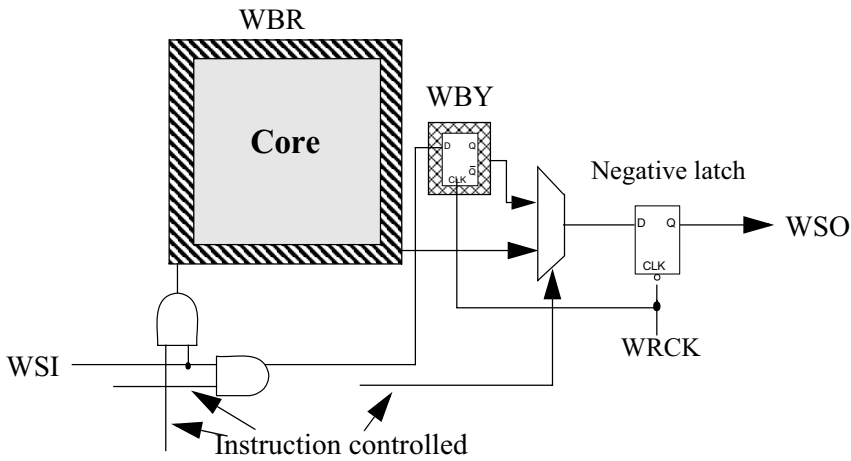 WBR
WBY
Core
D Q
Q
CLK
Negative latch
D Q
CLK
WSO
WSI
WRCK
Instruction controlled